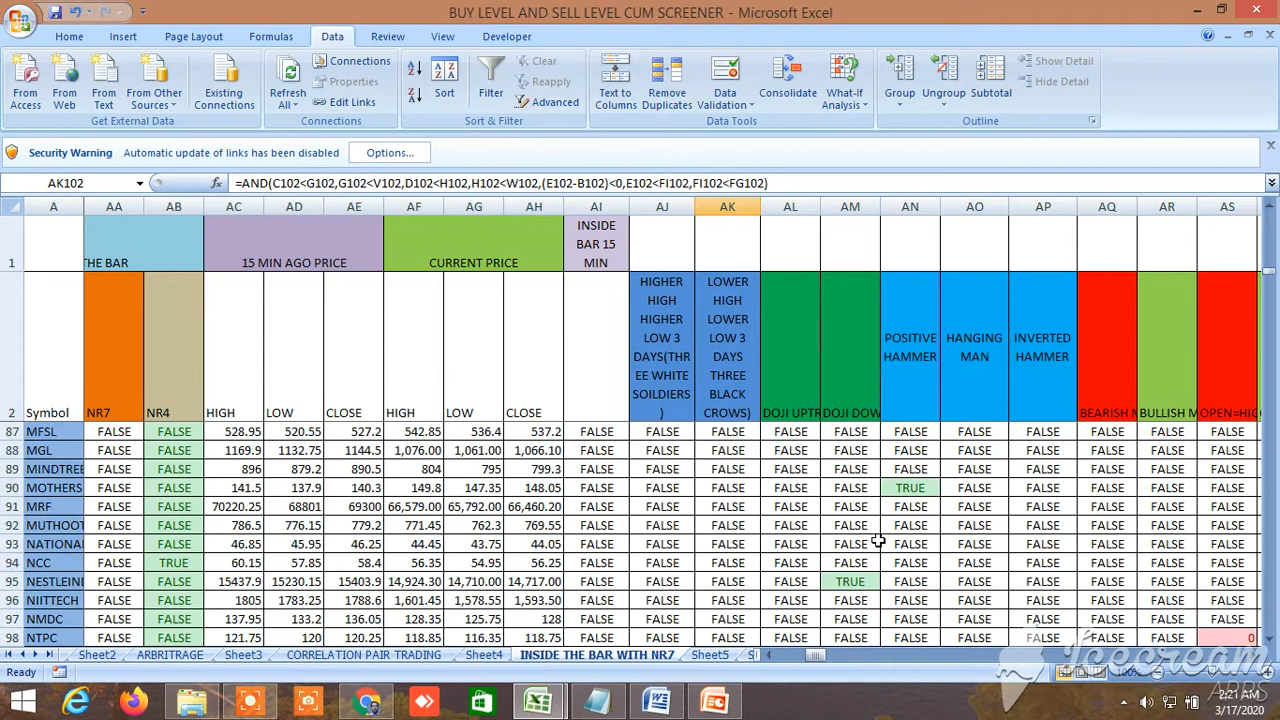 BUY LEVEL AND SELL LEVEL CUM SCREENER - Microsoft Excel
Home Insert Page Layout Formulas Data Review View Developer
From Access From Web From Text From Other Sources Existing Connections Refresh All Connections Properties Edit Links Sort Filter Clear Reapply Advanced Text to Columns Remove Duplicates Data Validation Consolidate What-If Analysis Group Ungroup Subtotal Show Detail Hide Detail
Get External Data Connections Sort & Filter Data Tools Outline
Security Warning Automatic update of links has been disabled Options...
AK102 fx =AND(C102<G102,G102<V102,D102<H102,H102<W102,(E102-B102)<0,E102<FI102,FI102<FG102)
A AA AB AC AD AE AF AG AH AI AJ AK AL AM AN AO AP AQ AR AS
1 THE BAR 15 MIN AGO PRICE CURRENT PRICE INSIDE BAR 15 MIN
2 Symbol NR7 NR4 HIGH LOW CLOSE HIGH LOW CLOSE HIGHER HIGH HIGHER LOW 3 DAYS(THREE WHITE SOILDIERS) LOWER HIGH LOWER LOW 3 DAYS THREE BLACK CROWS) DOJI UPTR DOJI DOW POSITIVE HAMMER HANGING MAN INVERTED HAMMER BEARISH M BULLISH M OPEN=HIG
87 MFSL FALSE FALSE 528.95 520.55 527.2 542.85 536.4 537.2 FALSE FALSE FALSE FALSE FALSE FALSE FALSE FALSE FALSE FALSE FALSE
88 MGL FALSE FALSE 1169.9 1132.75 1144.5 1,076.00 1,061.00 1,066.10 FALSE FALSE FALSE FALSE FALSE FALSE FALSE FALSE FALSE FALSE FALSE
89 MINDTREE FALSE FALSE 896 879.2 890.5 804 795 799.3 FALSE FALSE FALSE FALSE FALSE FALSE FALSE FALSE FALSE FALSE FALSE
90 MOTHERS FALSE FALSE 141.5 137.9 140.3 149.8 147.35 148.05 FALSE FALSE FALSE FALSE FALSE TRUE FALSE FALSE FALSE FALSE FALSE
91 MRF FALSE FALSE 70220.25 68801 69300 66,579.00 65,792.00 66,460.20 FALSE FALSE FALSE FALSE FALSE FALSE FALSE FALSE FALSE FALSE FALSE
92 MUTHOOT FALSE FALSE 786.5 776.15 779.2 771.45 762.3 769.55 FALSE FALSE FALSE FALSE FALSE FALSE FALSE FALSE FALSE FALSE FALSE
93 NATIONA FALSE FALSE 46.85 45.95 46.25 44.45 43.75 44.05 FALSE FALSE FALSE FALSE FALSE FALSE FALSE FALSE FALSE FALSE FALSE
94 NCC FALSE TRUE 60.15 57.85 58.4 56.35 54.95 56.25 FALSE FALSE FALSE FALSE FALSE FALSE FALSE FALSE FALSE FALSE FALSE
95 NESTLEIND FALSE FALSE 15437.9 15230.15 15403.9 14,924.30 14,710.00 14,717.00 FALSE FALSE FALSE FALSE TRUE FALSE FALSE FALSE FALSE FALSE FALSE
96 NIITTECH FALSE FALSE 1805 1783.25 1788.6 1,601.45 1,578.55 1,593.50 FALSE FALSE FALSE FALSE FALSE FALSE FALSE FALSE FALSE FALSE FALSE
97 NMDC FALSE FALSE 137.95 133.2 136.05 128.35 125.75 128 FALSE FALSE FALSE FALSE FALSE FALSE FALSE FALSE FALSE FALSE FALSE
98 NTPC FALSE FALSE 121.75 120 120.25 118.85 116.35 118.75 FALSE FALSE FALSE FALSE FALSE FALSE FALSE FALSE FALSE FALSE 0
Sheet2 ARBRITRAGE Sheet3 CORRELATION PAIR TRADING Sheet4 INSIDE THE BAR WITH NR7 Sheet5 S
Ready 100%
Icecream APPS
2:21 AM
3/17/2020